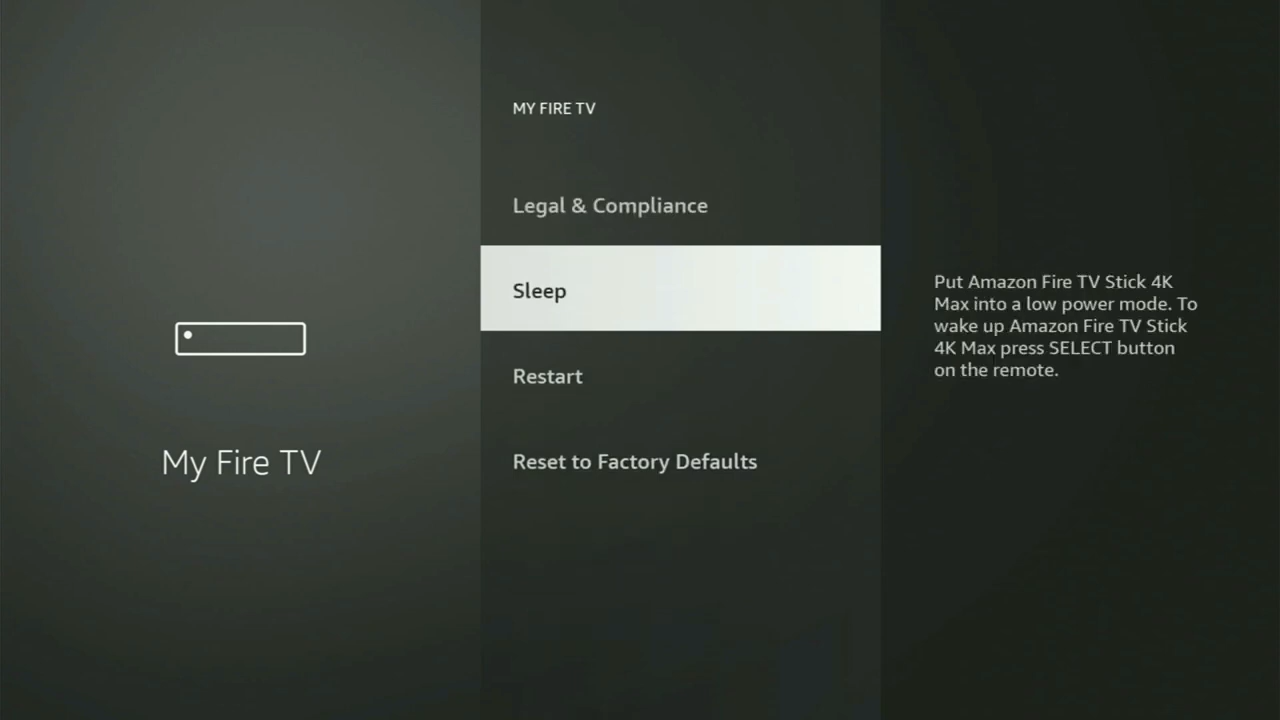 My Fire TV
MY FIRE TV
Legal & Compliance
Sleep
Restart
Reset to Factory Defaults
Put Amazon Fire TV Stick 4K
Max into a low power mode. To
wake up Amazon Fire TV Stick
4K Max press SELECT button
on the remote.